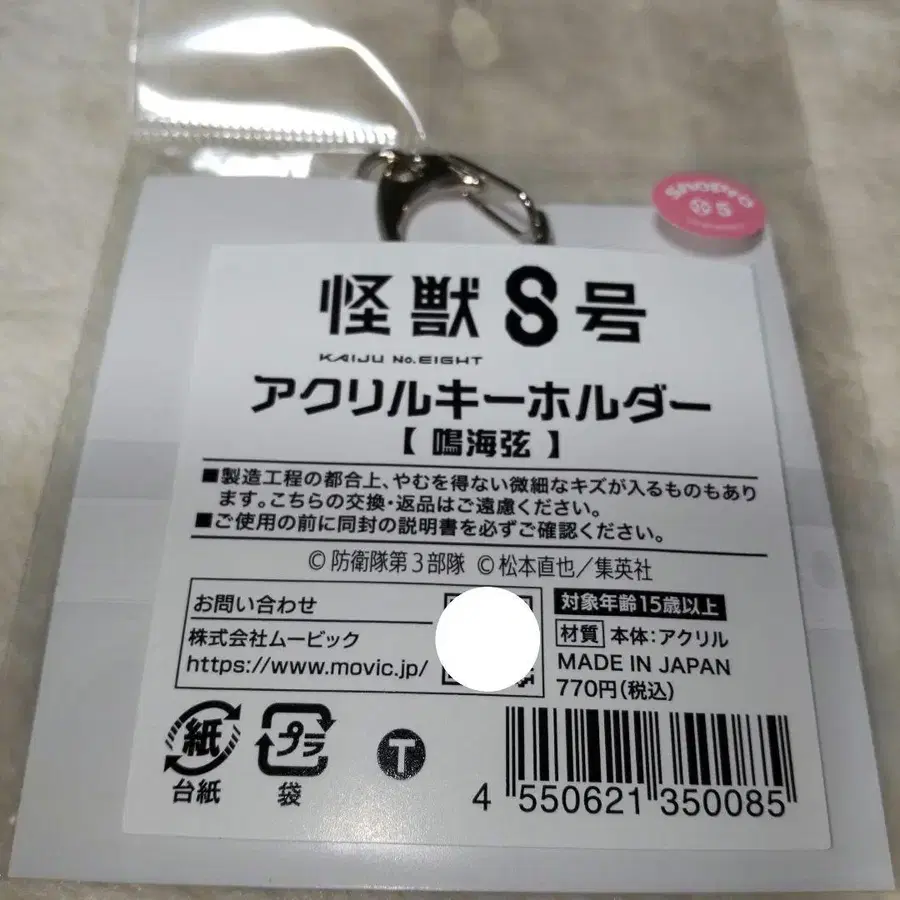 ShoPro
S
怪獣8号
KAIJU No.EIGHT
アクリルキーホルダー
【鳴海弦】
■製造工程の都合上、やむを得ない微細なキズが入るものもあり
ます。こちらの交換・返品はご遠慮ください。
■ご使用の前に同封の説明書を必ずご確認ください。
©防衛隊第3部隊 ©松本直也／集英社
お問い合わせ
株式会社ムービック
https://www.movic.jp/
対象年齢15歳以上
材質 本体：アクリル
MADE IN JAPAN
770円(税込)
紙
台紙
プラ
袋
T
4 550621 350085